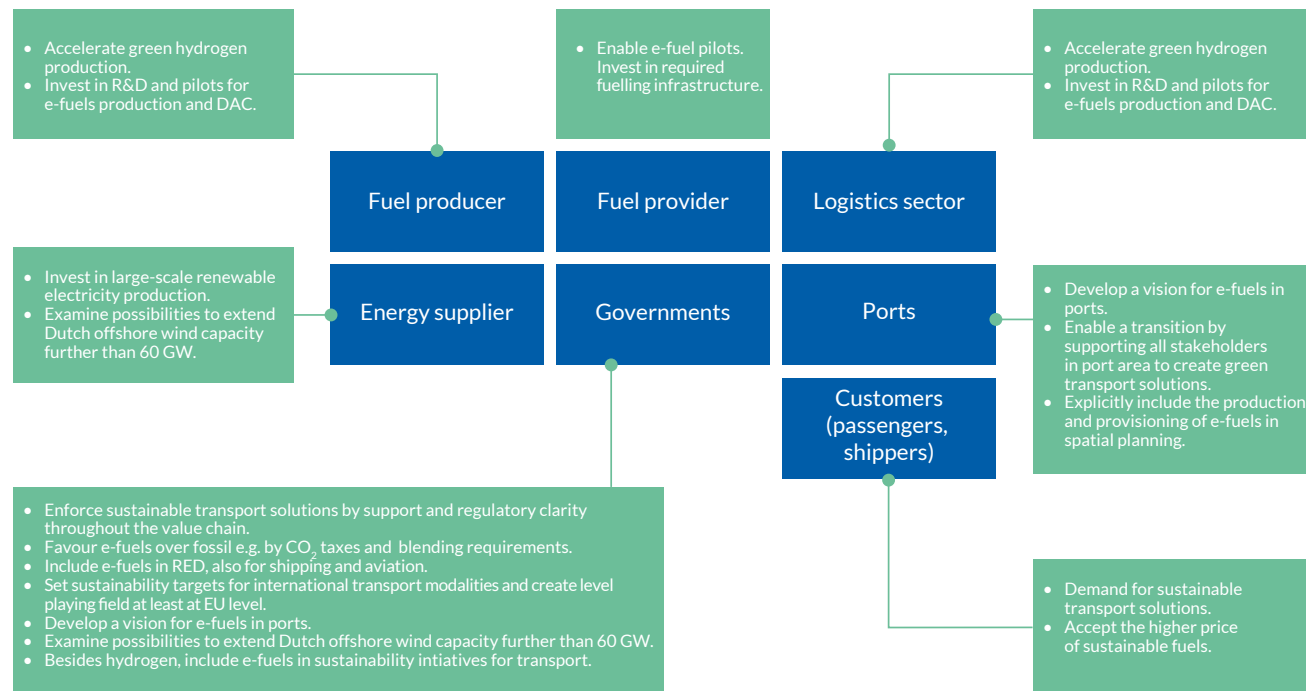 • Accelerate green hydrogen
production.
• Invest in R&D and pilots for
e-fuels production and DAC.
• Enable e-fuel pilots.
Invest in required
fuelling infrastructure.
• Accelerate green hydrogen
production.
• Invest in R&D and pilots for
e-fuels production and DAC.
Fuel producer
Fuel provider
Logistics sector
• Invest in large-scale renewable
electricity production.
• Examine possibilities to extend
Dutch offshore wind capacity
further than 60 GW.
Energy supplier
Governments
Ports
• Develop a vision for e-fuels in
ports.
• Enable a transition by
supporting all stakeholders
in port area to create green
transport solutions.
• Explicitly include the production
and provisioning of e-fuels in
spatial planning.
Customers
(passengers,
shippers)
• Enforce sustainable transport solutions by support and regulatory clarity
throughout the value chain.
• Favour e-fuels over fossil e.g. by CO₂ taxes and blending requirements.
• Include e-fuels in RED, also for shipping and aviation.
• Set sustainability targets for international transport modalities and create level
playing field at least at EU level.
• Develop a vision for e-fuels in ports.
• Examine possibilities to extend Dutch offshore wind capacity further than 60 GW.
• Besides hydrogen, include e-fuels in sustainability intiatives for transport.
• Demand for sustainable
transport solutions.
• Accept the higher price
of sustainable fuels.